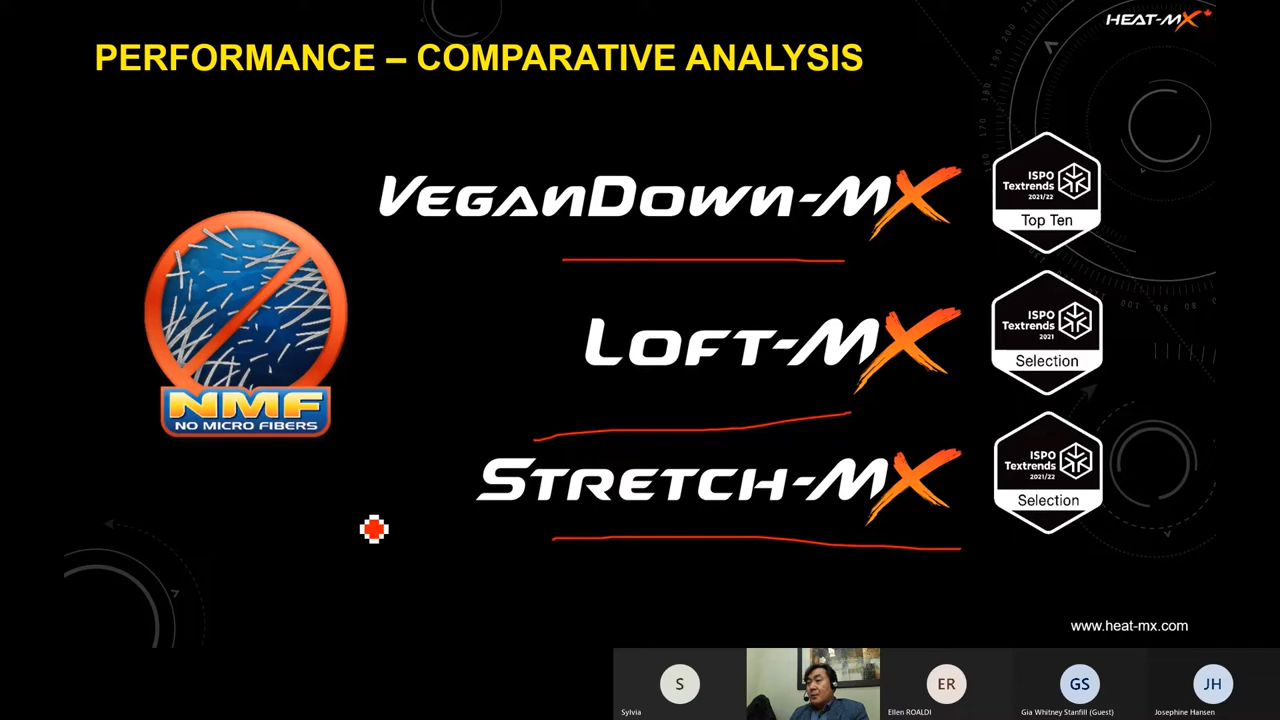 HEAT-MX
PERFORMANCE – COMPARATIVE ANALYSIS
VEGANDOWN-MX
ISPO
Textrends
2021/22
Top Ten
LOFT-MX
ISPO
Textrends
2021
Selection
NMF
NO MICRO FIBERS
STRETCH-MX
ISPO
Textrends
2021/22
Selection
www.heat-mx.com
S
ER
GS
JH
Sylvia
Ellen ROALDI
Gia Whitney Stanfill (Guest)
Josephine Hansen